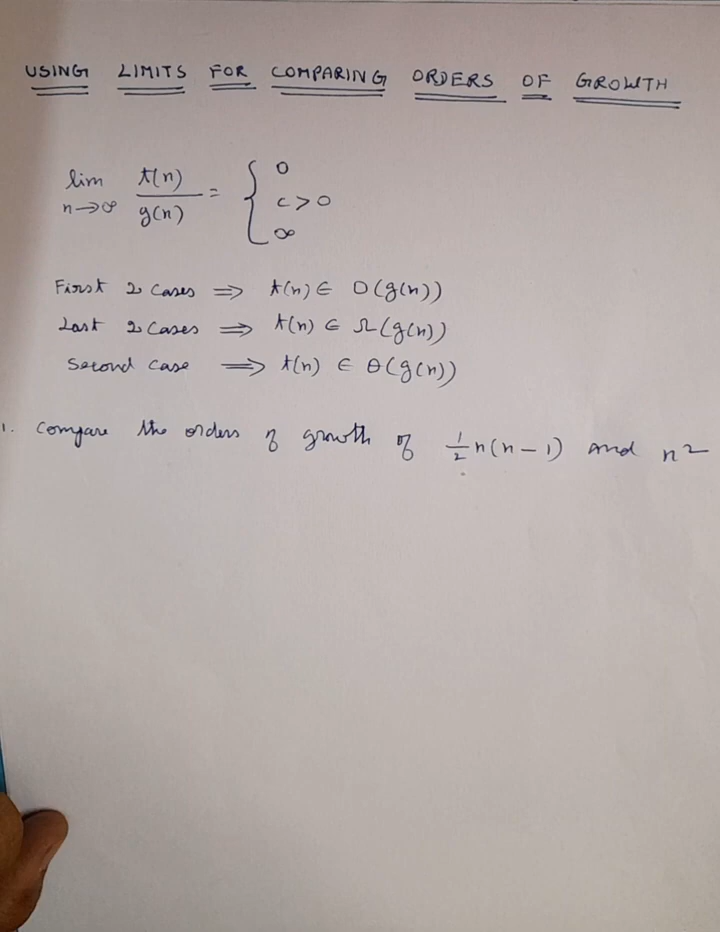 USING LIMITS FOR COMPARING ORDERS OF GROWTH
lim n→∞ t(n)/g(n) = { 0
c > 0
∞
First 2 cases ⇒ t(n) ∈ O(g(n))
Last 2 cases ⇒ t(n) ∈ Ω(g(n))
Second case ⇒ t(n) ∈ Θ(g(n))
1. Compare the orders of growth of 1/2 n(n-1) and n²